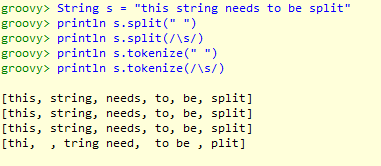 groovy> String s = "this string needs to be split"
groovy> println s.split(" ")
groovy> println s.split(/\s/)
groovy> println s.tokenize(" ")
groovy> println s.tokenize(/\s/)
[this, string, needs, to, be, split]
[this, string, needs, to, be, split]
[this, string, needs, to, be, split]
[thi,  , tring need,  to be , plit]